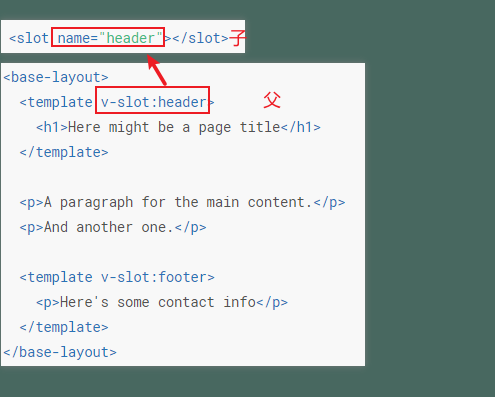 <slot name="header"></slot>子
<base-layout>
<template v-slot:header> 父
<h1>Here might be a page title</h1>
</template>
<p>A paragraph for the main content.</p>
<p>And another one.</p>
<template v-slot:footer>
<p>Here's some contact info</p>
</template>
</base-layout>